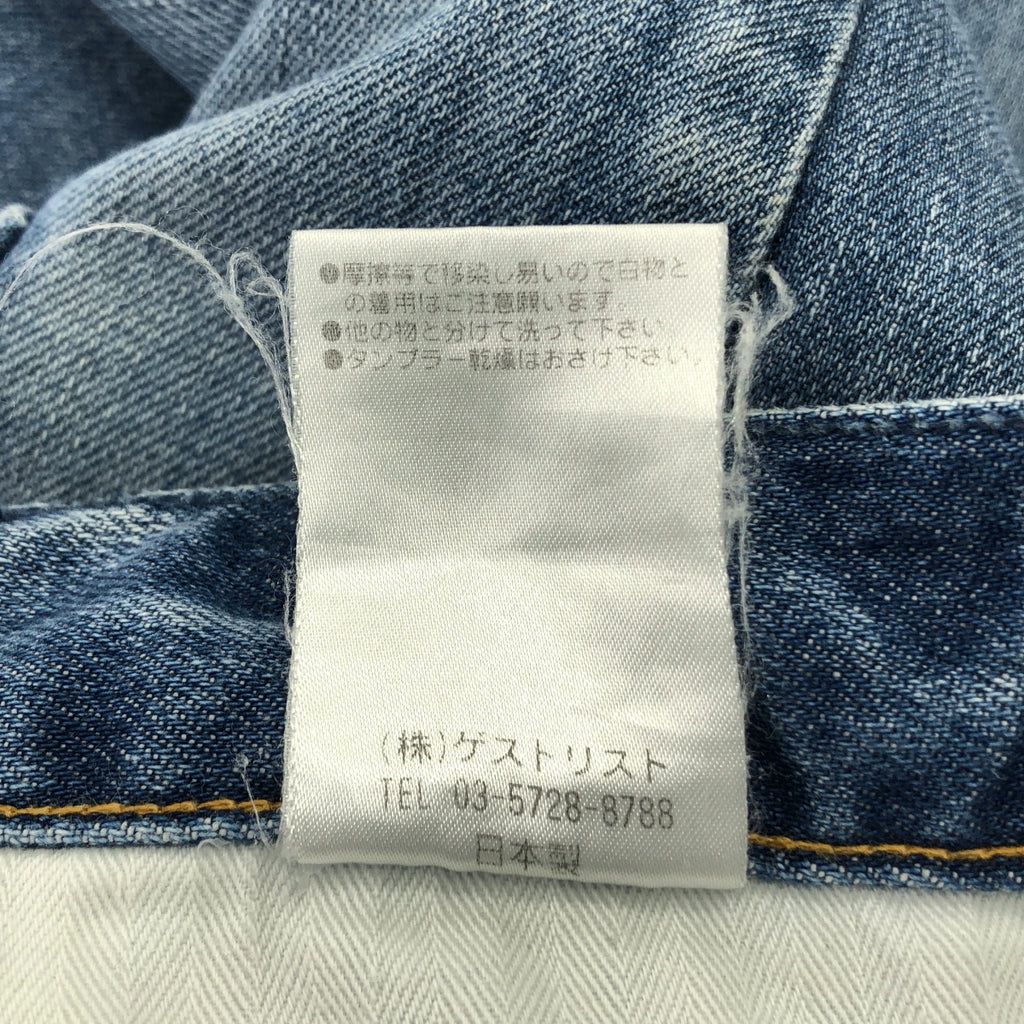 ●摩擦等で移染し易いので白物と
の着用はご注意願います。
●他の物と分けて洗って下さい
●タンブラー乾燥はおさけ下さい。
(株)ゲストリスト
TEL 03-5728-8788
日本製